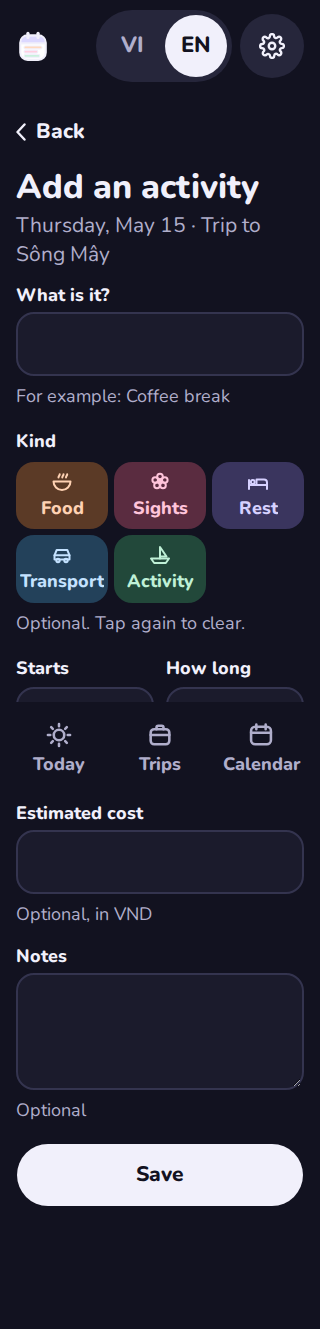 VI EN
Back
Add an activity
Thursday, May 15 · Trip to
Sông Mây
What is it?
For example: Coffee break
Kind
Food Sights Rest
Transport Activity
Optional. Tap again to clear.
Starts How long
Today Trips Calendar
Estimated cost
Optional, in VND
Notes
Optional
Save